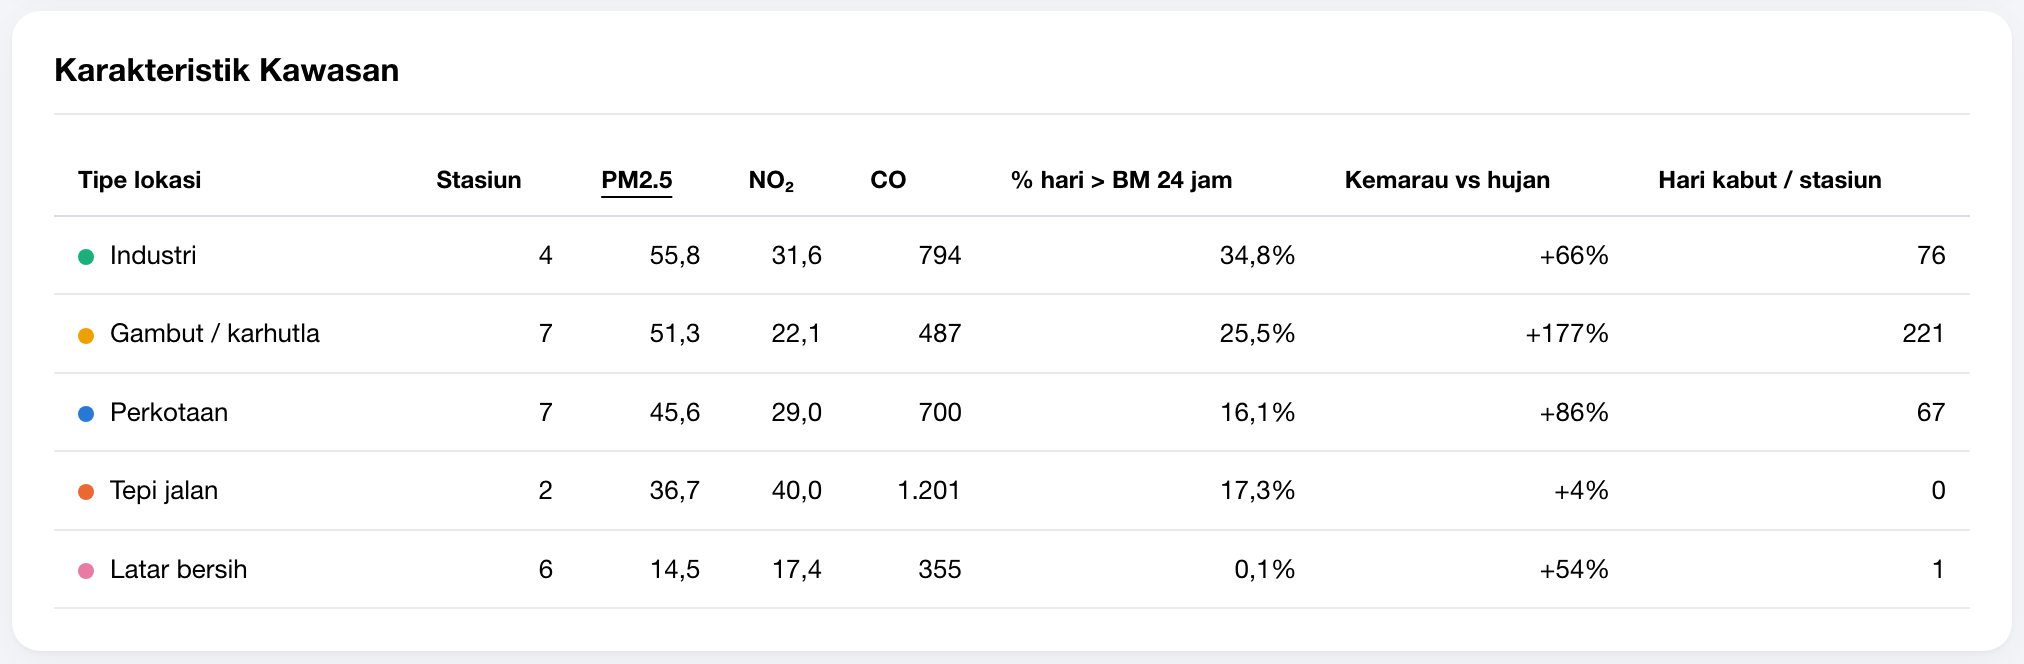 Karakteristik Kawasan
Tipe lokasi Stasiun PM2.5 NO₂ CO % hari > BM 24 jam Kemarau vs hujan Hari kabut / stasiun
Industri 4 55,8 31,6 794 34,8% +66% 76
Gambut / karhutla 7 51,3 22,1 487 25,5% +177% 221
Perkotaan 7 45,6 29,0 700 16,1% +86% 67
Tepi jalan 2 36,7 40,0 1.201 17,3% +4% 0
Latar bersih 6 14,5 17,4 355 0,1% +54% 1